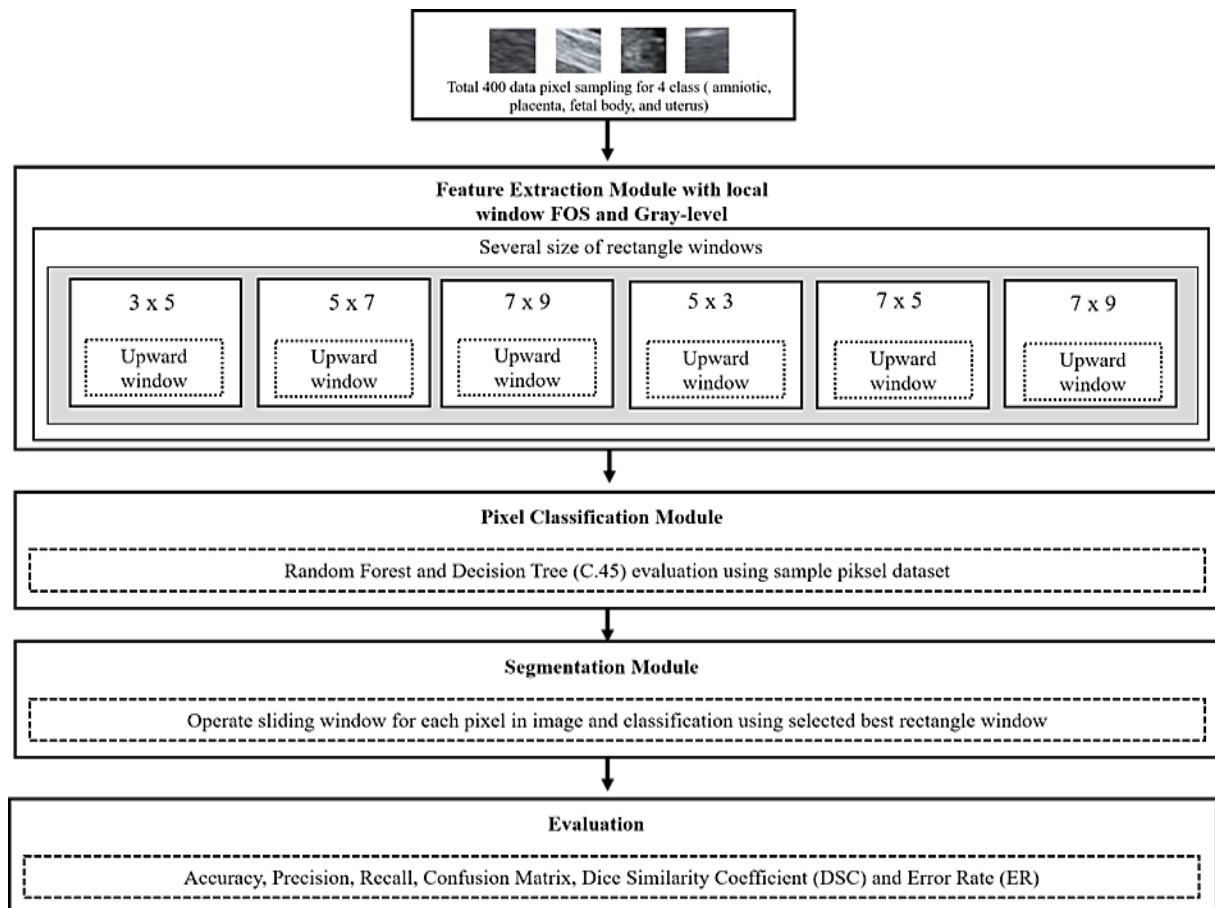 Total 400 data pixel sampling for 4 class ( amniotic,
placenta, fetal body, and uterus)
Feature Extraction Module with local
window FOS and Gray-level
Several size of rectangle windows
3 x 5
Upward
window
5 x 7
Upward
window
7 x 9
Upward
window
5 x 3
Upward
window
7 x 5
Upward
window
7 x 9
Upward
window
Pixel Classification Module
Random Forest and Decision Tree (C.45) evaluation using sample piksel dataset
Segmentation Module
Operate sliding window for each pixel in image and classification using selected best rectangle window
Evaluation
Accuracy, Precision, Recall, Confusion Matrix, Dice Similarity Coefficient (DSC) and Error Rate (ER)